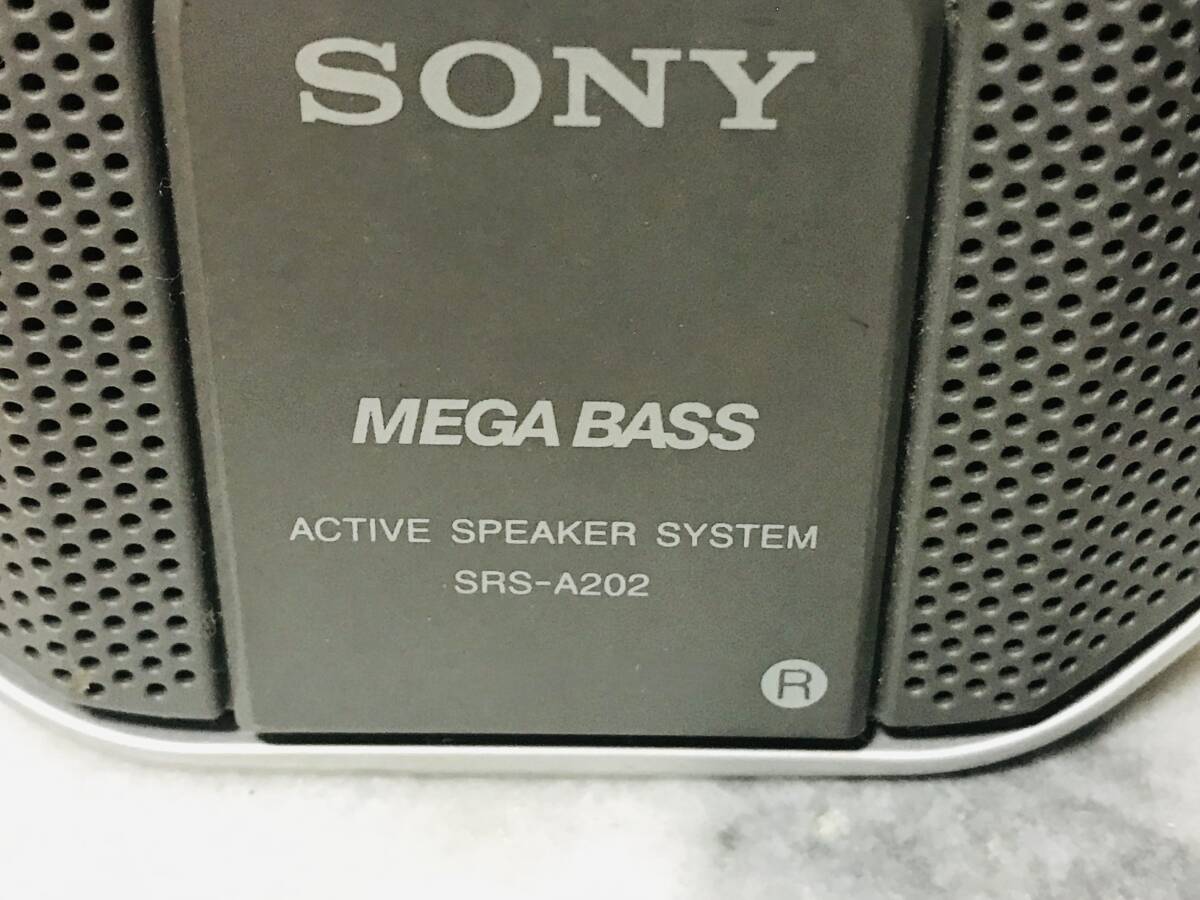 SONY
MEGA BASS
ACTIVE SPEAKER SYSTEM
SRS-A202
R